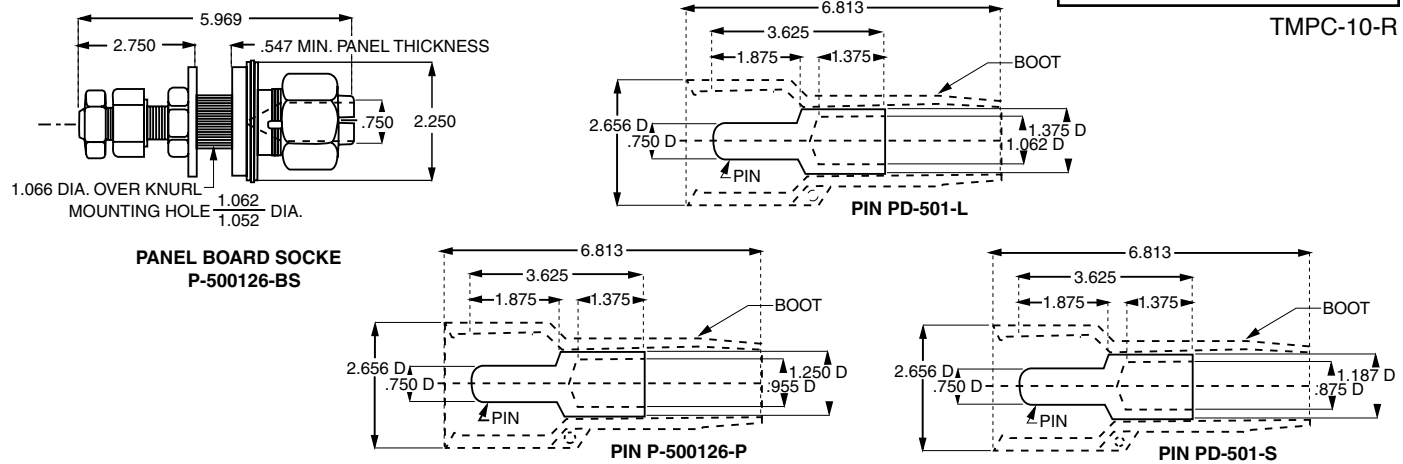 TMPC-10-R
5.969
2.750
.547 MIN. PANEL THICKNESS
.750
2.250
1.066 DIA. OVER KNURL
MOUNTING HOLE 1.062
1.052 DIA.
PANEL BOARD SOCKE
P-500126-BS
6.813
3.625
1.875
1.375
BOOT
2.656 D
.750 D
1.375 D
1.062 D
PIN
PIN PD-501-L
6.813
3.625
1.875
1.375
BOOT
2.656 D
.750 D
1.250 D
.955 D
PIN
PIN P-500126-P
6.813
3.625
1.875
1.375
BOOT
2.656 D
.750 D
1.187 D
.875 D
PIN
PIN PD-501-S